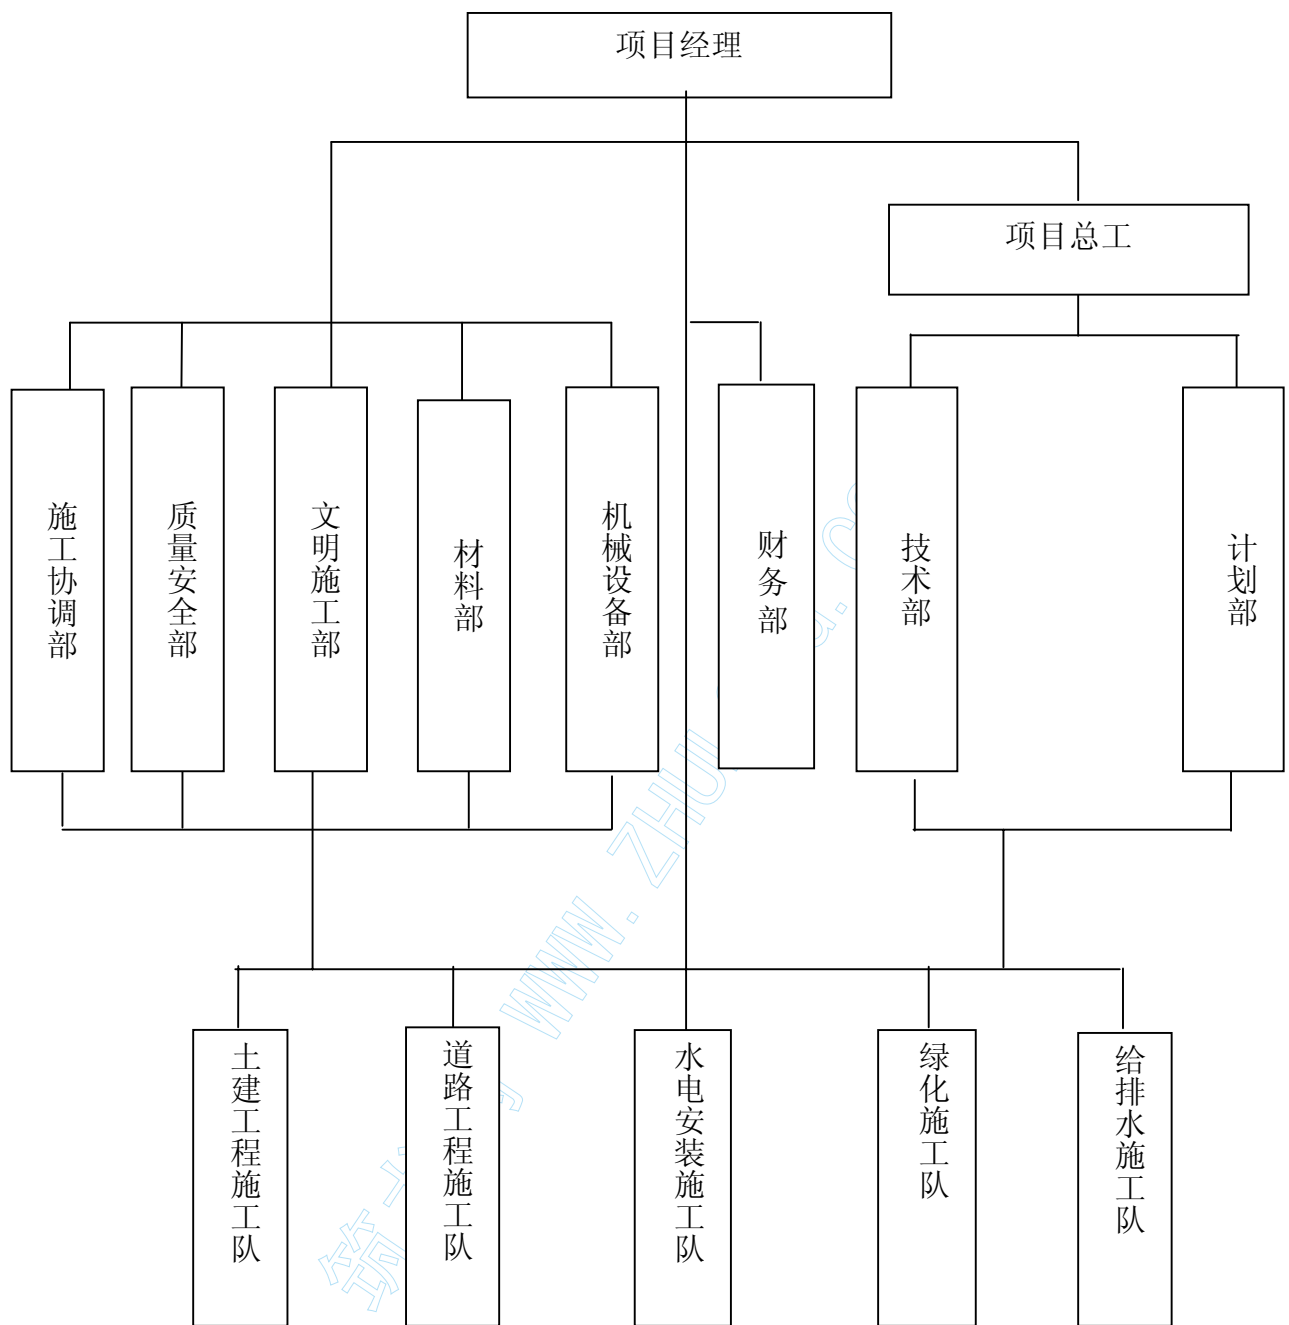 项目经理
项目总工
施工协调部
质量安全部
文明施工部
材料部
机械设备部
财务部
技术部
计划部
土建工程施工队
道路工程施工队
水电安装施工队
绿化施工队
给排水施工队